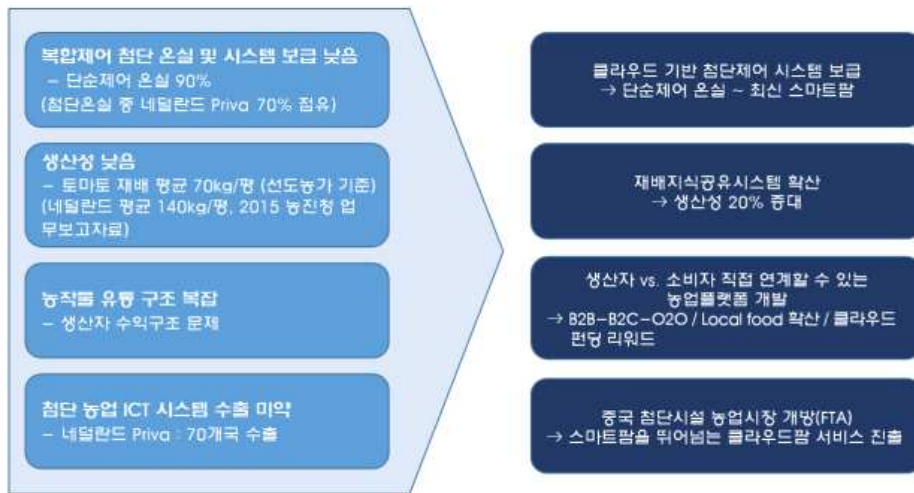 복합제어 첨단 온실 및 시스템 보급 낮음
– 단순제어 온실 90%
(첨단온실 중 네덜란드 Priva 70% 점유)
생산성 낮음
– 토마토 재배 평균 70kg/평 (선도농가 기준)
(네덜란드 평균 140kg/평, 2015 농진청 업
무보고자료)
농작물 유통 구조 복잡
– 생산자 수익구조 문제
첨단 농업 ICT 시스템 수출 미약
– 네덜란드 Priva : 70개국 수출
클라우드 기반 첨단제어 시스템 보급
→ 단순제어 온실 ~ 최신 스마트팜
재배지식공유시스템 확산
→ 생산성 20% 증대
생산자 vs. 소비자 직접 연계할 수 있는
농업플랫폼 개발
→ B2B–B2C–O2O / Local food 확산 / 클라우드
펀딩 리워드
중국 첨단시설 농업시장 개방(FTA)
→ 스마트팜을 뛰어넘는 클라우드팜 서비스 진출